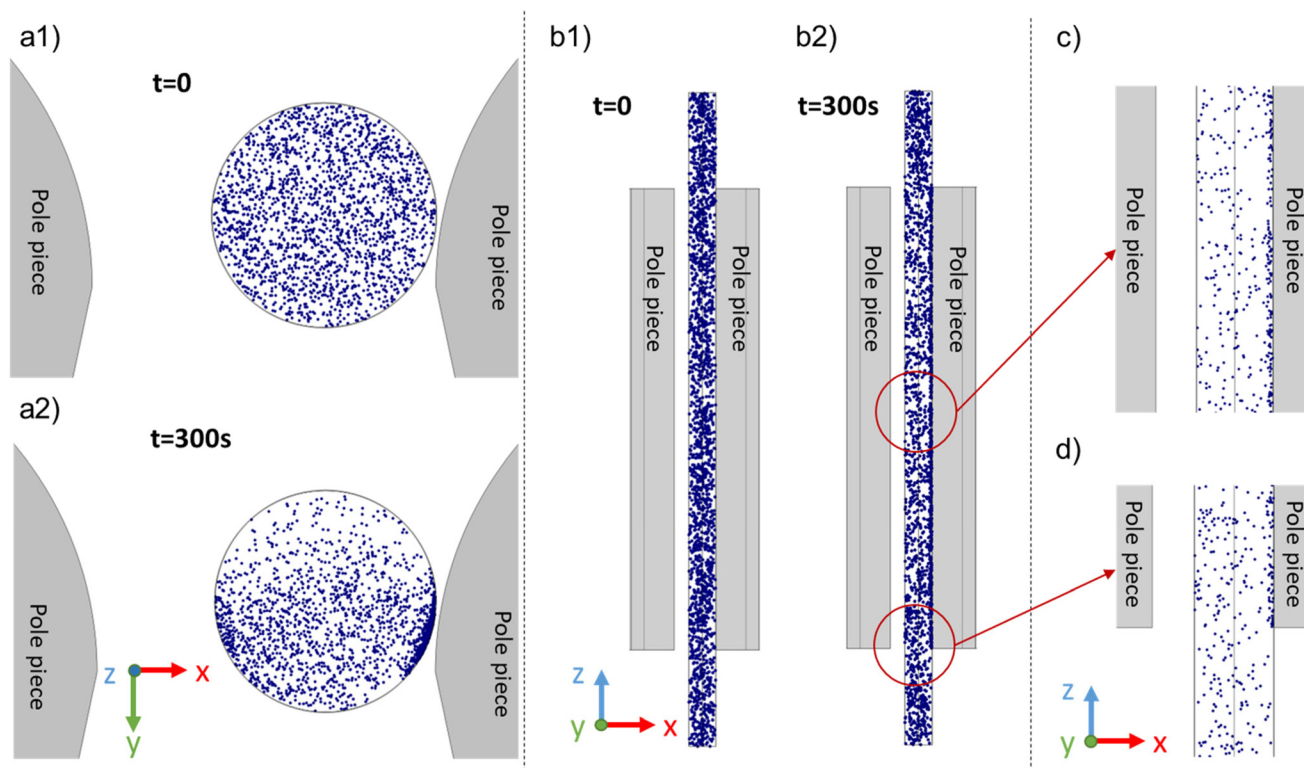 a1)
t=0
Pole piece
Pole piece
a2)
t=300s
Pole piece
Pole piece
z
x
y
b1)
t=0
Pole piece
Pole piece
z
y
x
b2)
t=300s
Pole piece
Pole piece
c)
Pole piece
Pole piece
d)
Pole piece
Pole piece
z
y
x